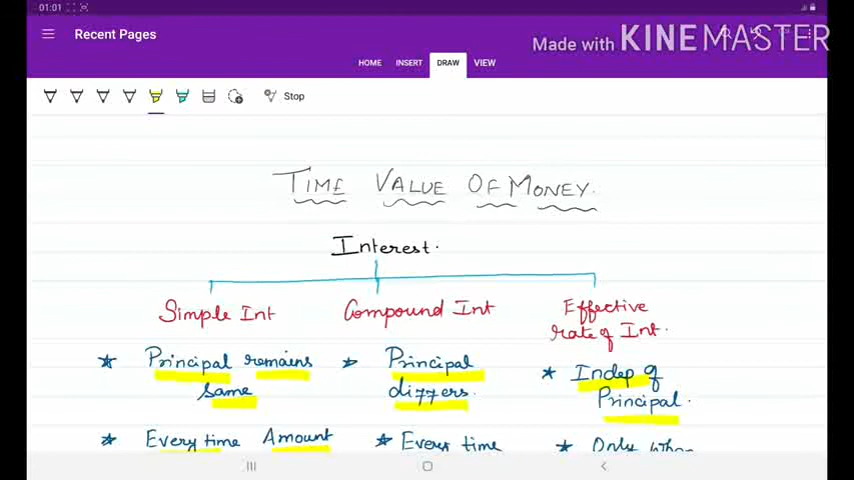 01:01
Recent Pages
Made with KINEMASTER
HOME INSERT DRAW VIEW
Stop
TIME VALUE OF MONEY.
Interest.
Simple Int Compound Int Effective rate of Int.
* Principal remains same
* Principal differs.
* Indep of Principal.
* Every time Amount
* Every time
* Only when